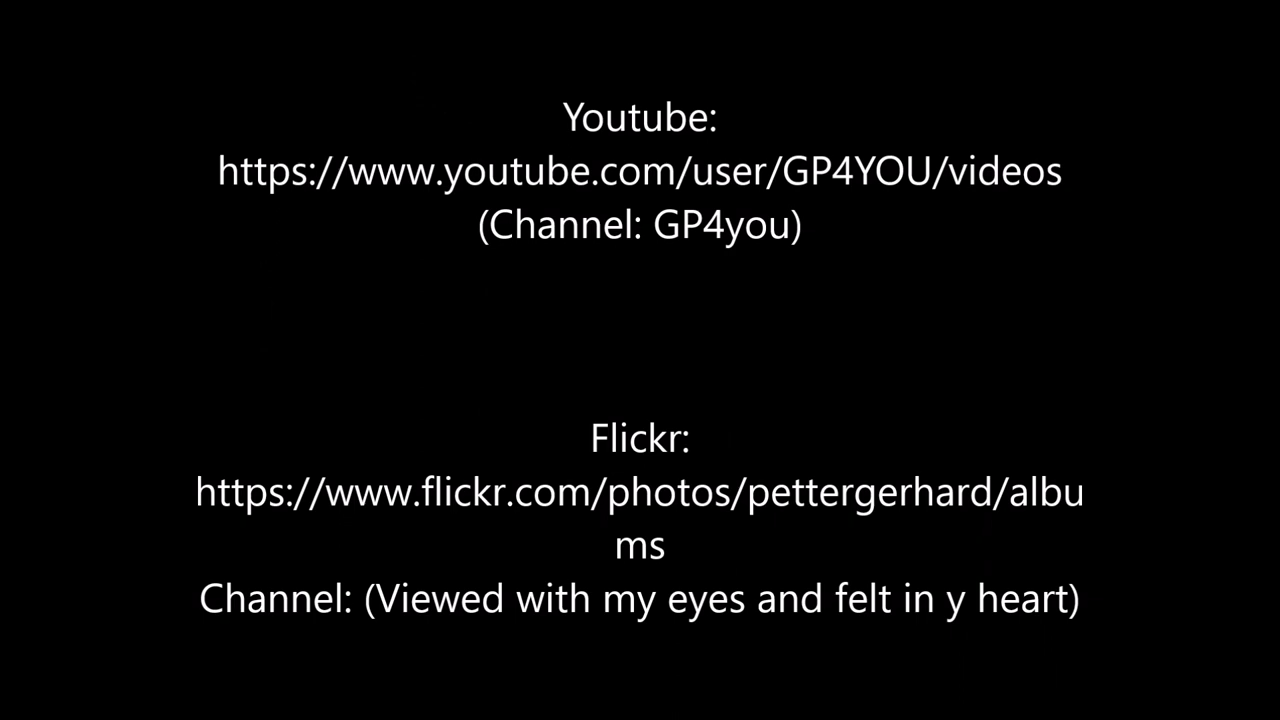 Youtube:
https://www.youtube.com/user/GP4YOU/videos
(Channel: GP4you)
Flickr:
https://www.flickr.com/photos/pettergerhard/albu
ms
Channel: (Viewed with my eyes and felt in y heart)